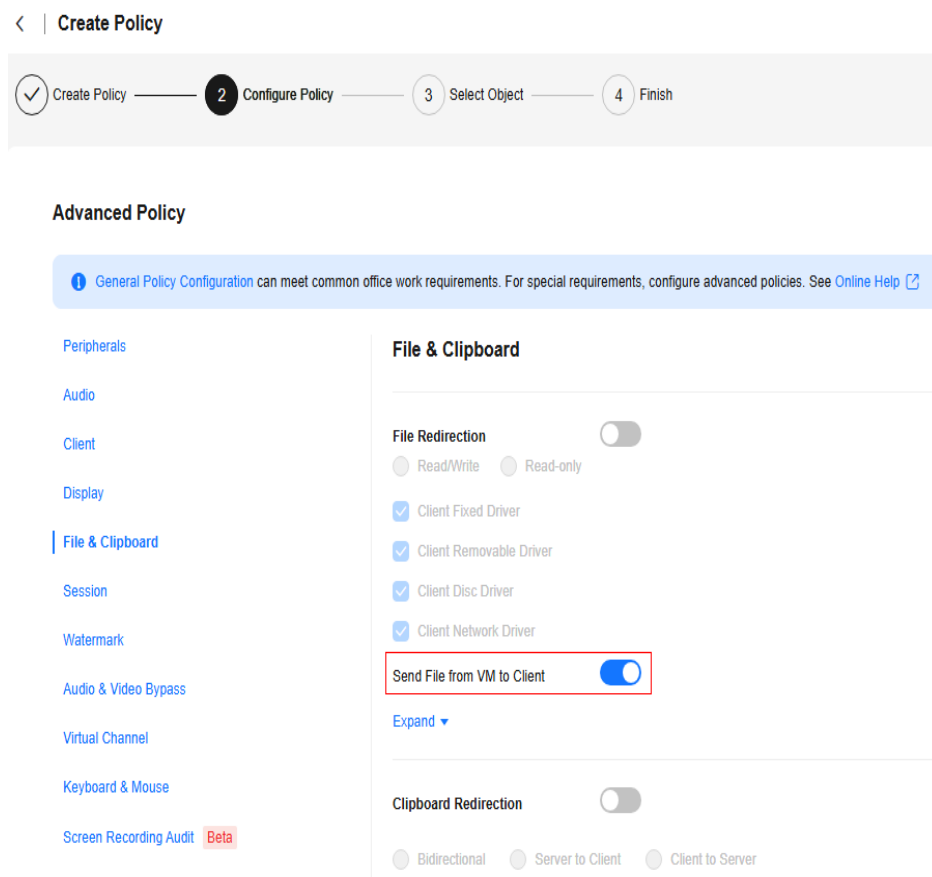 Create Policy
Create Policy 2 Configure Policy 3 Select Object 4 Finish
Advanced Policy
General Policy Configuration can meet common office work requirements. For special requirements, configure advanced policies. See Online Help
Peripherals
Audio
Client
Display
File & Clipboard
Session
Watermark
Audio & Video Bypass
Virtual Channel
Keyboard & Mouse
Screen Recording Audit Beta
File & Clipboard
File Redirection
Read/Write Read-only
Client Fixed Driver
Client Removable Driver
Client Disc Driver
Client Network Driver
Send File from VM to Client
Expand
Clipboard Redirection
Bidirectional Server to Client Client to Server